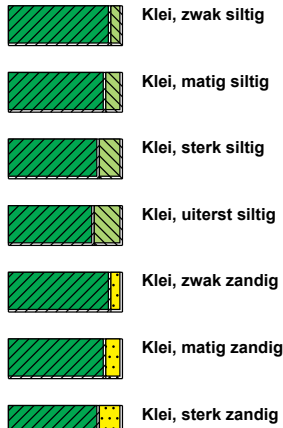 Klei, zwak siltig
Klei, matig siltig
Klei, sterk siltig
Klei, uiterst siltig
Klei, zwak zandig
Klei, matig zandig
Klei, sterk zandig